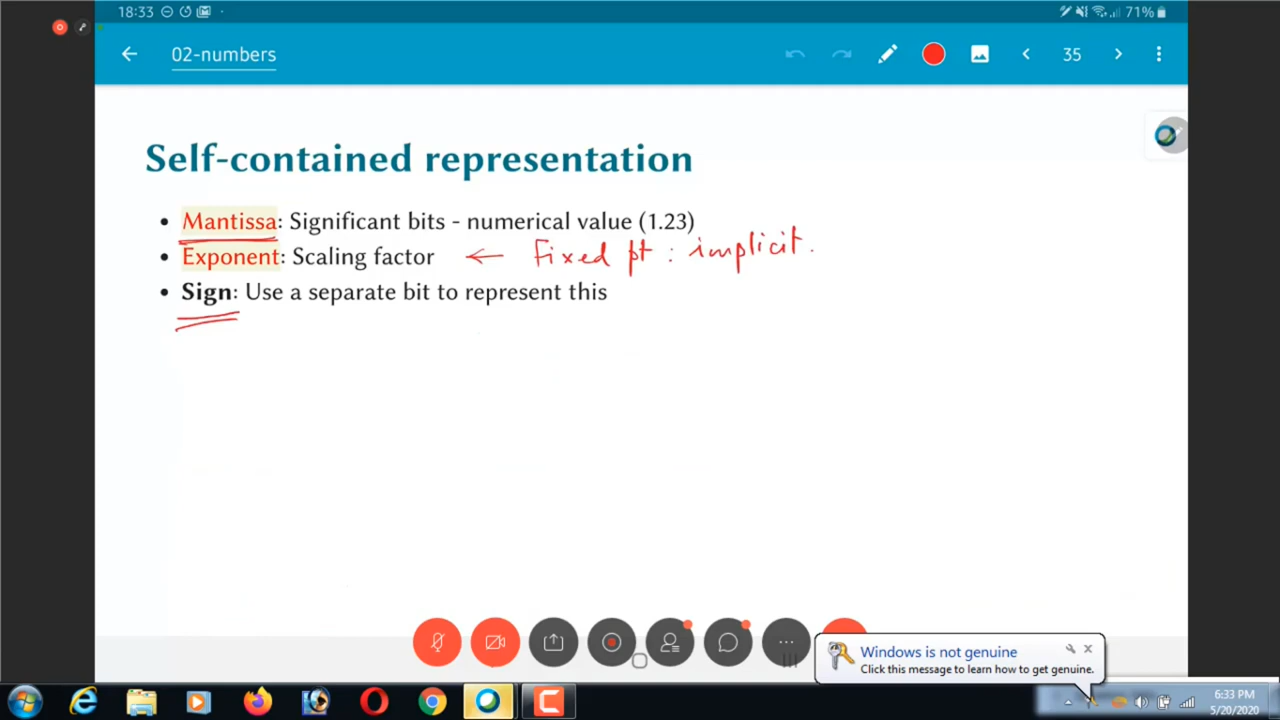 18:33
71%
02-numbers
35
Self-contained representation
• Mantissa: Significant bits - numerical value (1.23)
• Exponent: Scaling factor ← Fixed pt : implicit.
• Sign: Use a separate bit to represent this
Windows is not genuine
Click this message to learn how to get genuine.
6:33 PM
5/20/2020